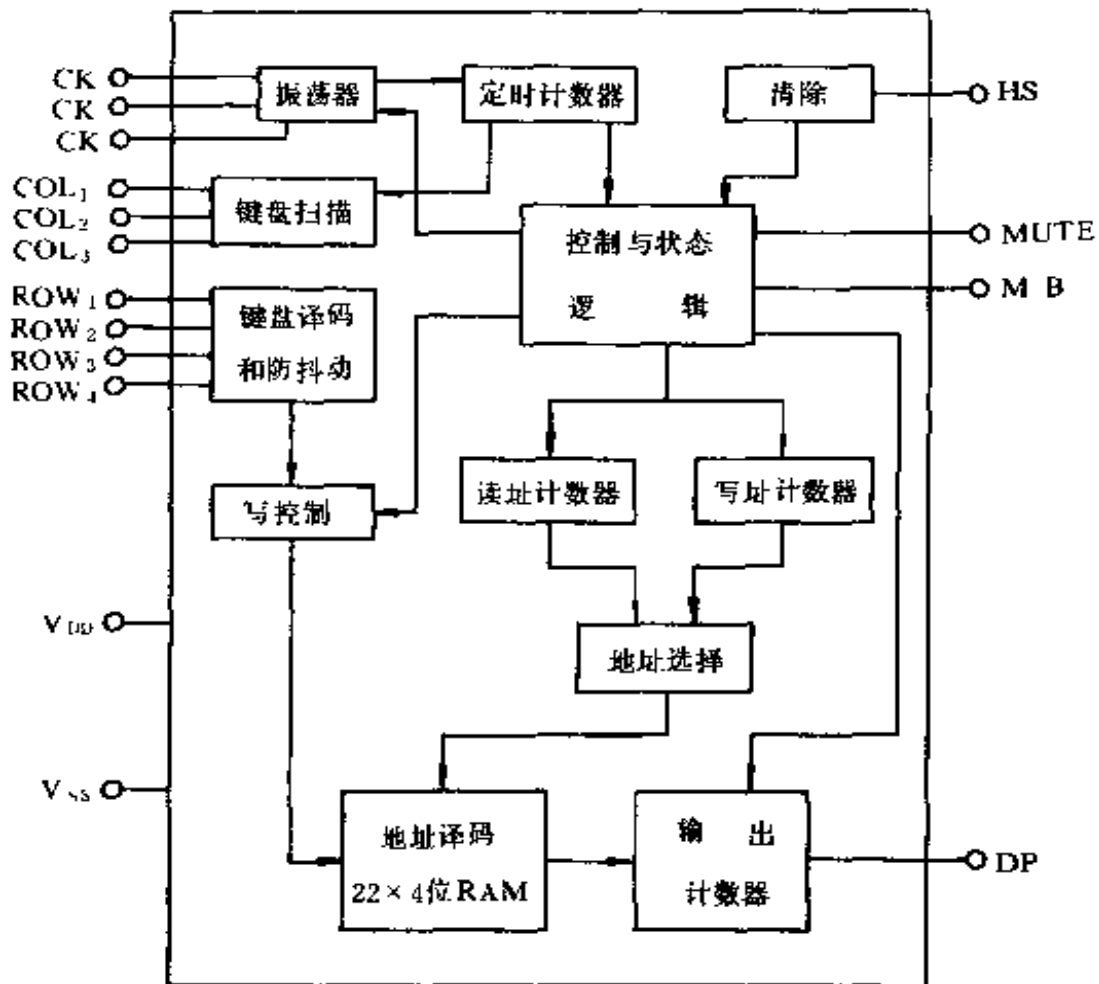 CK
CK
CK
振荡器
定时计数器
清除
HS
COL₁
COL₂
COL₃
键盘扫描
控制与状态
逻 辑
MUTE
M B
ROW₁
ROW₂
ROW₃
ROW₄
键盘译码
和防抖动
写控制
读址计数器
写址计数器
V_DD
地址选择
V_SS
地址译码
22×4位RAM
输 出
计数器
DP